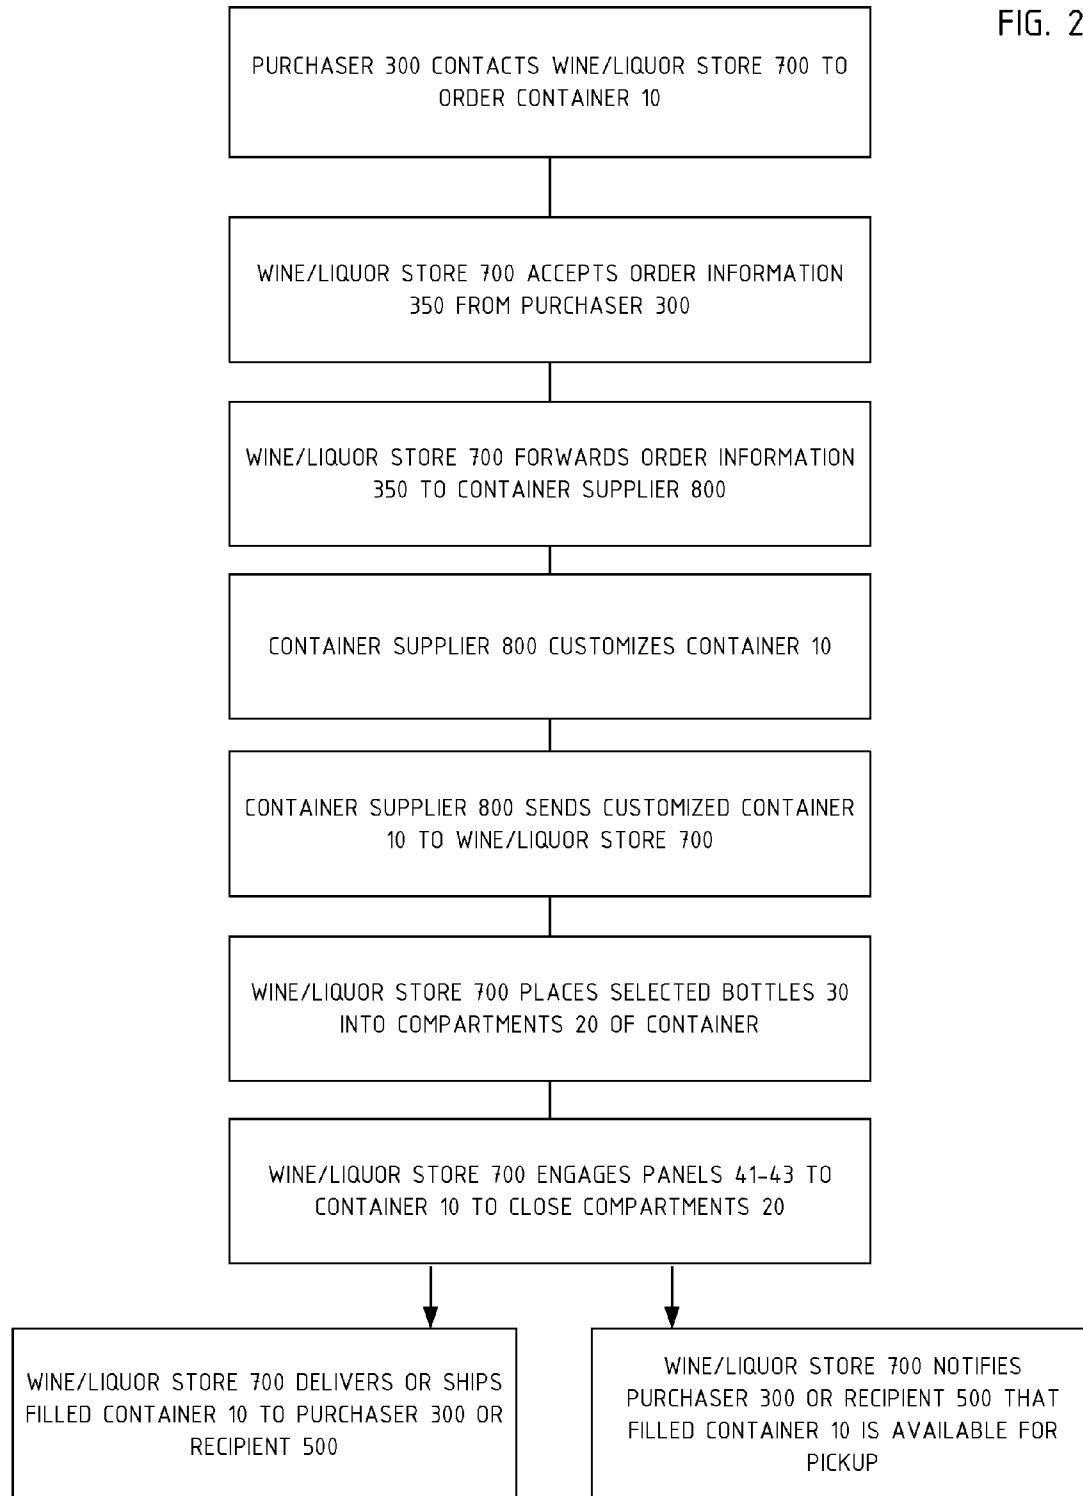 FIG. 2
PURCHASER 300 CONTACTS WINE/LIQUOR STORE 700 TO
ORDER CONTAINER 10
WINE/LIQUOR STORE 700 ACCEPTS ORDER INFORMATION
350 FROM PURCHASER 300
WINE/LIQUOR STORE 700 FORWARDS ORDER INFORMATION
350 TO CONTAINER SUPPLIER 800
CONTAINER SUPPLIER 800 CUSTOMIZES CONTAINER 10
CONTAINER SUPPLIER 800 SENDS CUSTOMIZED CONTAINER
10 TO WINE/LIQUOR STORE 700
WINE/LIQUOR STORE 700 PLACES SELECTED BOTTLES 30
INTO COMPARTMENTS 20 OF CONTAINER
WINE/LIQUOR STORE 700 ENGAGES PANELS 41-43 TO
CONTAINER 10 TO CLOSE COMPARTMENTS 20
WINE/LIQUOR STORE 700 DELIVERS OR SHIPS
FILLED CONTAINER 10 TO PURCHASER 300 OR
RECIPIENT 500
WINE/LIQUOR STORE 700 NOTIFIES
PURCHASER 300 OR RECIPIENT 500 THAT
FILLED CONTAINER 10 IS AVAILABLE FOR
PICKUP